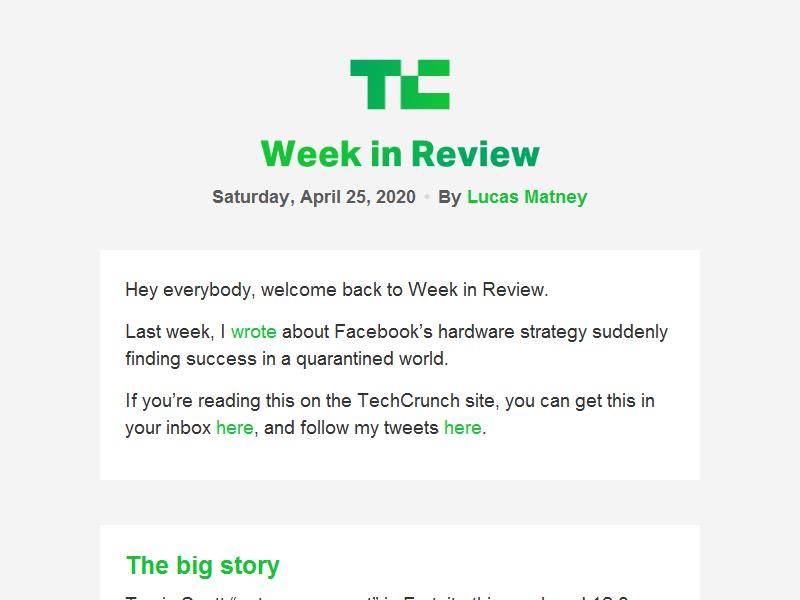 TC
Week in Review
Saturday, April 25, 2020 • By Lucas Matney
Hey everybody, welcome back to Week in Review.
Last week, I wrote about Facebook’s hardware strategy suddenly
finding success in a quarantined world.
If you’re reading this on the TechCrunch site, you can get this in
your inbox here, and follow my tweets here.
The big story